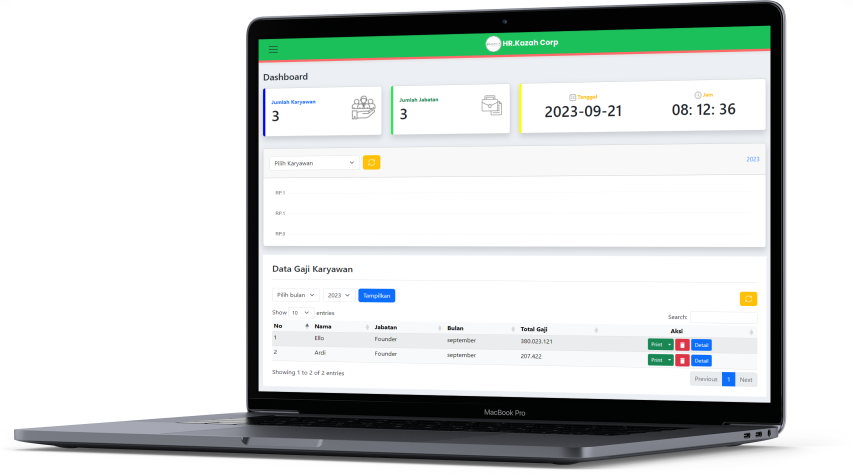 HR.Kazah Corp
Dashboard
Jumlah Karyawan
3
Jumlah Jabatan
3
Tanggal
2023-09-21
Jam
08: 12: 36
Pilih Karyawan
2023
RP.1
RP.1
RP.0
Data Gaji Karyawan
Pilih bulan 2023 Tampilkan
Show 10 entries
Search:
No Nama Jabatan Bulan Total Gaji Aksi
1 Ello Founder september 380.023.121 Print Detail
2 Ardi Founder september 207.422 Print Detail
Showing 1 to 2 of 2 entries
Previous 1 Next
MacBook Pro